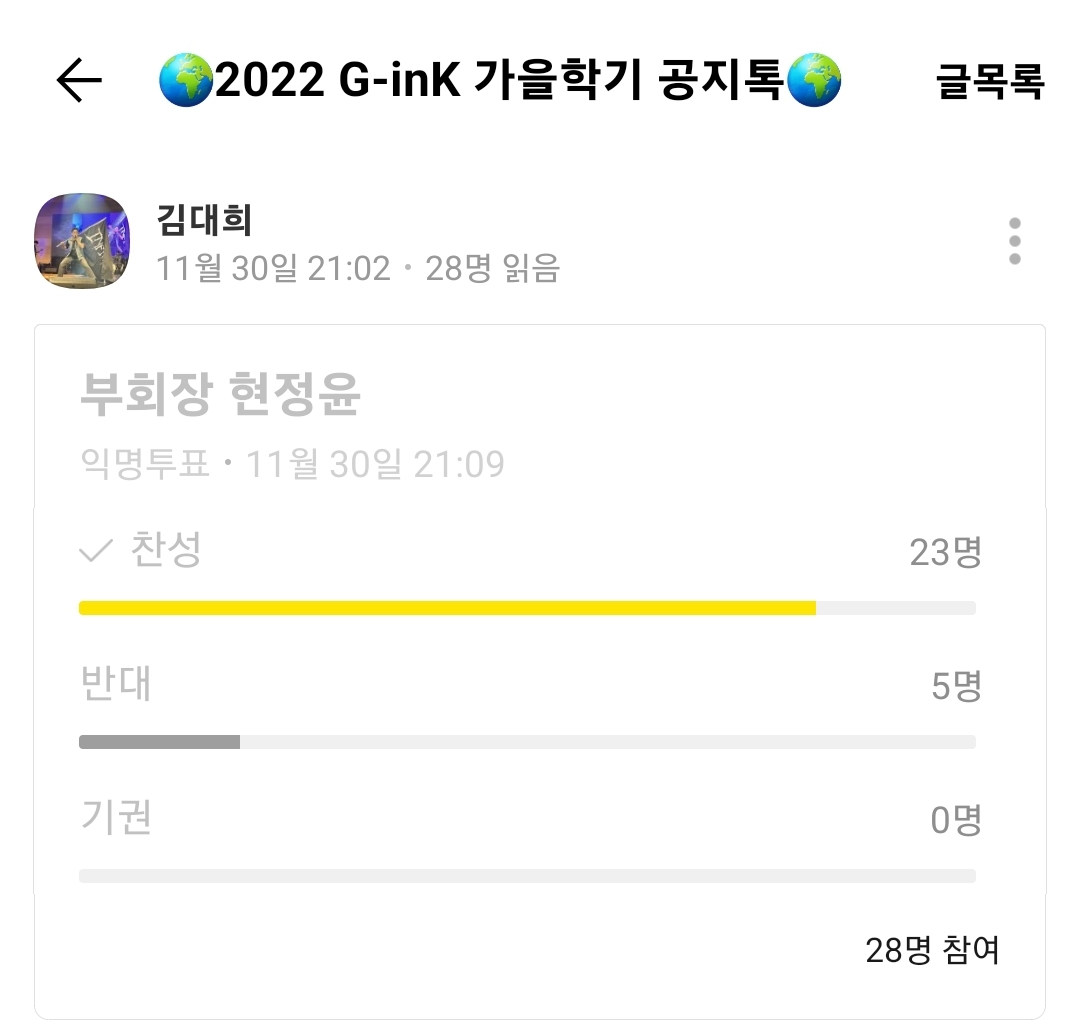 🌍2022 G-inK 가을학기 공지톡🌍 글목록
김대희
11월 30일 21:02 · 28명 읽음
부회장 현정윤
익명투표 · 11월 30일 21:09
찬성 23명
반대 5명
기권 0명
28명 참여